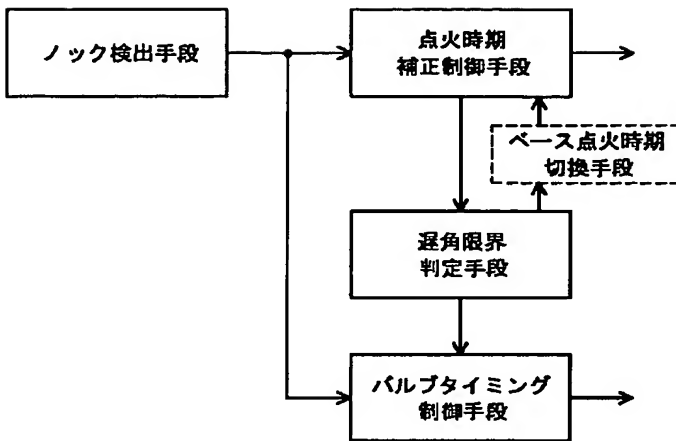 ノック検出手段
点火時期
補正制御手段
ベース点火時期
切換手段
遅角限界
判定手段
バルブタイミング
制御手段